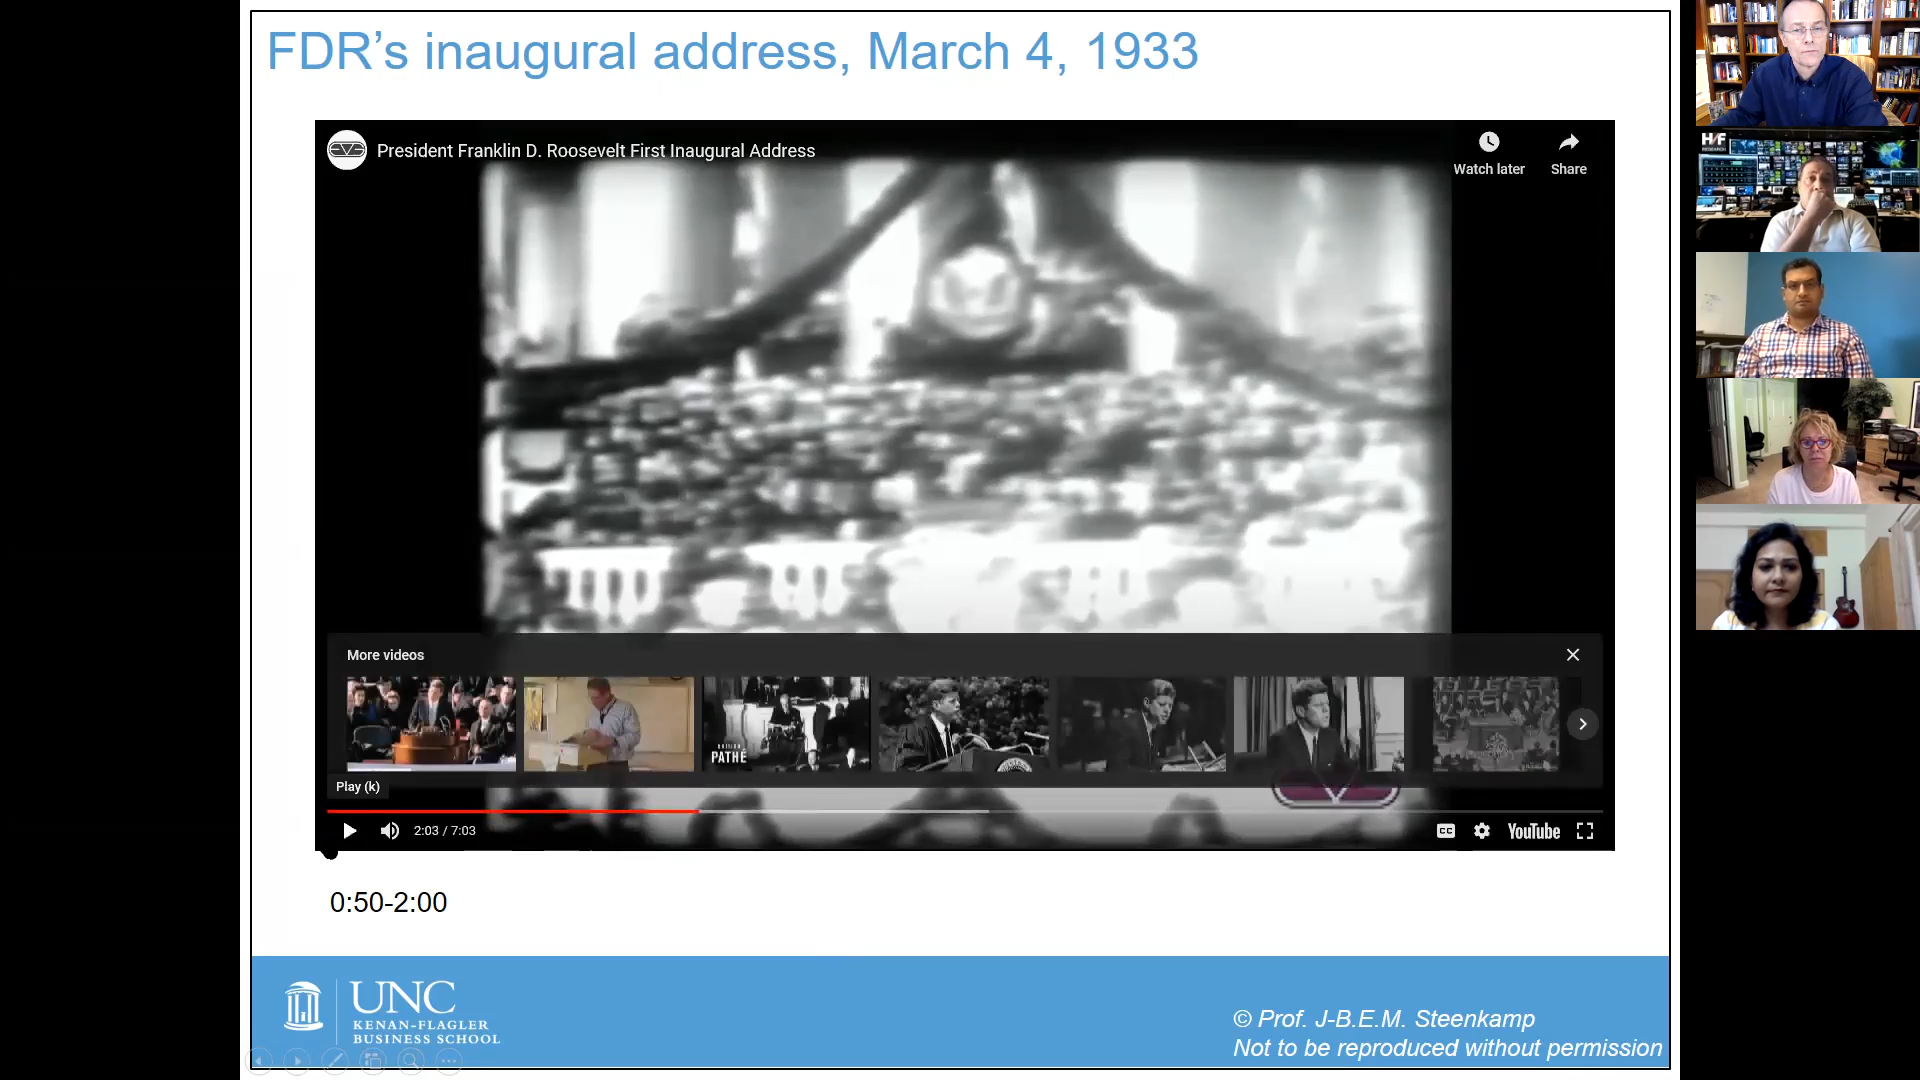 FDR’s inaugural address, March 4, 1933
President Franklin D. Roosevelt First Inaugural Address
Watch later
Share
More videos
PATHÉ
Play (k)
2:03 / 7:03
CC
YouTube
0:50-2:00
UNC
KENAN-FLAGLER
BUSINESS SCHOOL
© Prof. J-B.E.M. Steenkamp
Not to be reproduced without permission